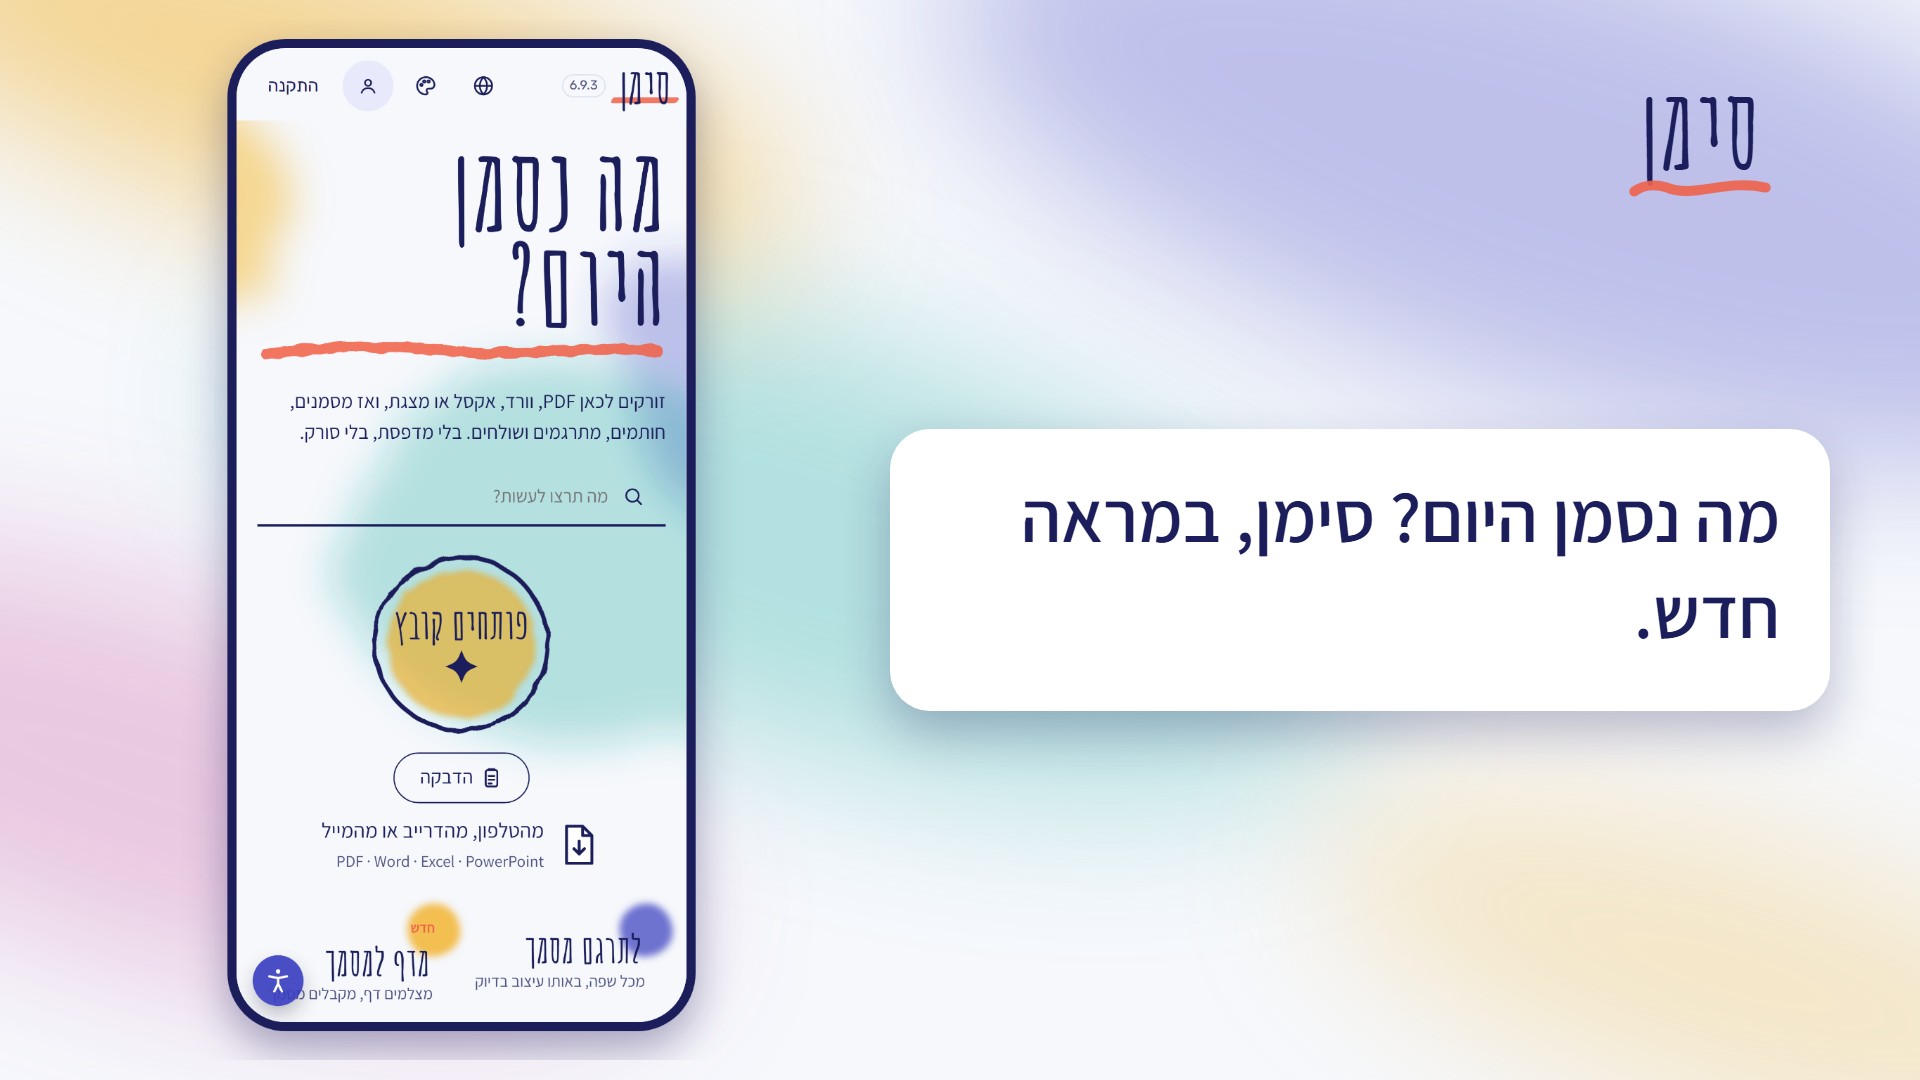 סימן
מה נסמן היום? סימן, במראה
חדש.
סימן
6.9.3
התקנה
מה נסמן
היום?
זורקים לכאן PDF, וורד, אקסל או מצגת, ואז מסמנים,
חותמים, מתרגמים ושולחים. בלי מדפסת, בלי סורק.
מה תרצו לעשות?
פותחים קובץ
הדבקה
מהטלפון, מהדרייב או מהמייל
PDF · Word · Excel · PowerPoint
לתרגם מסמך
מכל שפה, באותו עיצוב בדיוק
חדש
מדף למסמך
מצלמים דף, מקבלים